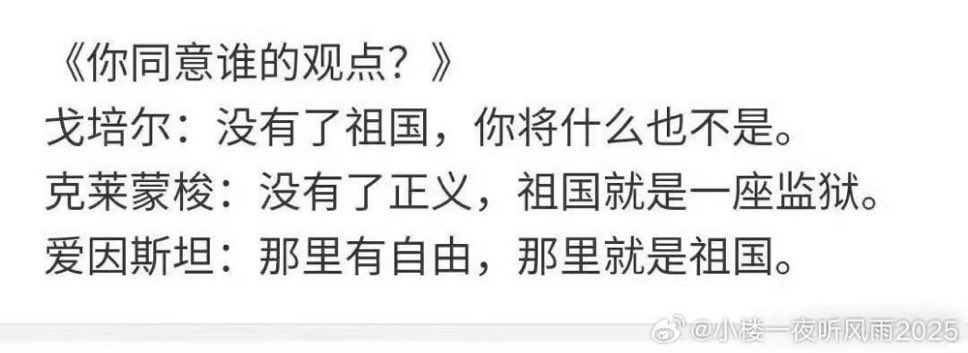 《你同意谁的观点？》
戈培尔：没有了祖国，你将什么也不是。
克莱蒙梭：没有了正义，祖国就是一座监狱。
爱因斯坦：那里有自由，那里就是祖国。
@小楼一夜听风雨2025